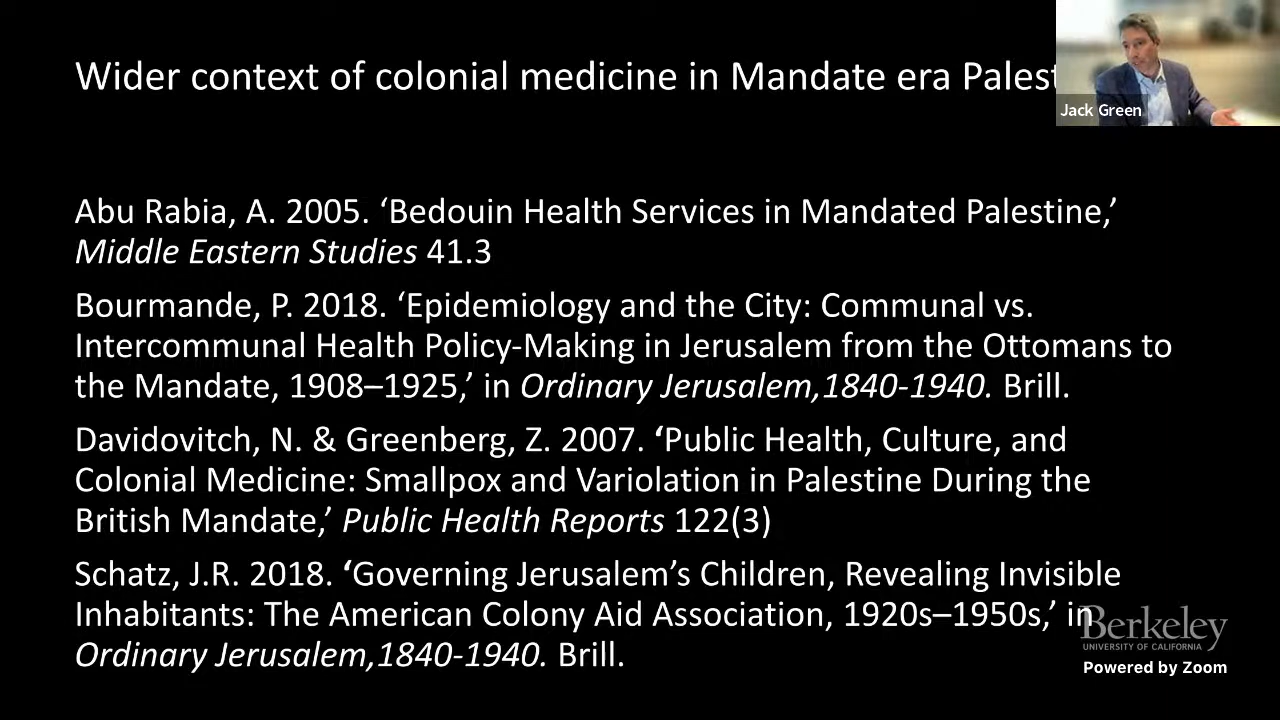 Wider context of colonial medicine in Mandate era Palest
Jack Green
Abu Rabia, A. 2005. ‘Bedouin Health Services in Mandated Palestine,’
Middle Eastern Studies 41.3
Bourmande, P. 2018. ‘Epidemiology and the City: Communal vs.
Intercommunal Health Policy-Making in Jerusalem from the Ottomans to
the Mandate, 1908–1925,’ in Ordinary Jerusalem,1840-1940. Brill.
Davidovitch, N. & Greenberg, Z. 2007. ‘Public Health, Culture, and
Colonial Medicine: Smallpox and Variolation in Palestine During the
British Mandate,’ Public Health Reports 122(3)
Schatz, J.R. 2018. ‘Governing Jerusalem’s Children, Revealing Invisible
Inhabitants: The American Colony Aid Association, 1920s–1950s,’ in
Ordinary Jerusalem,1840-1940. Brill.
Berkeley
UNIVERSITY OF CALIFORNIA
Powered by Zoom